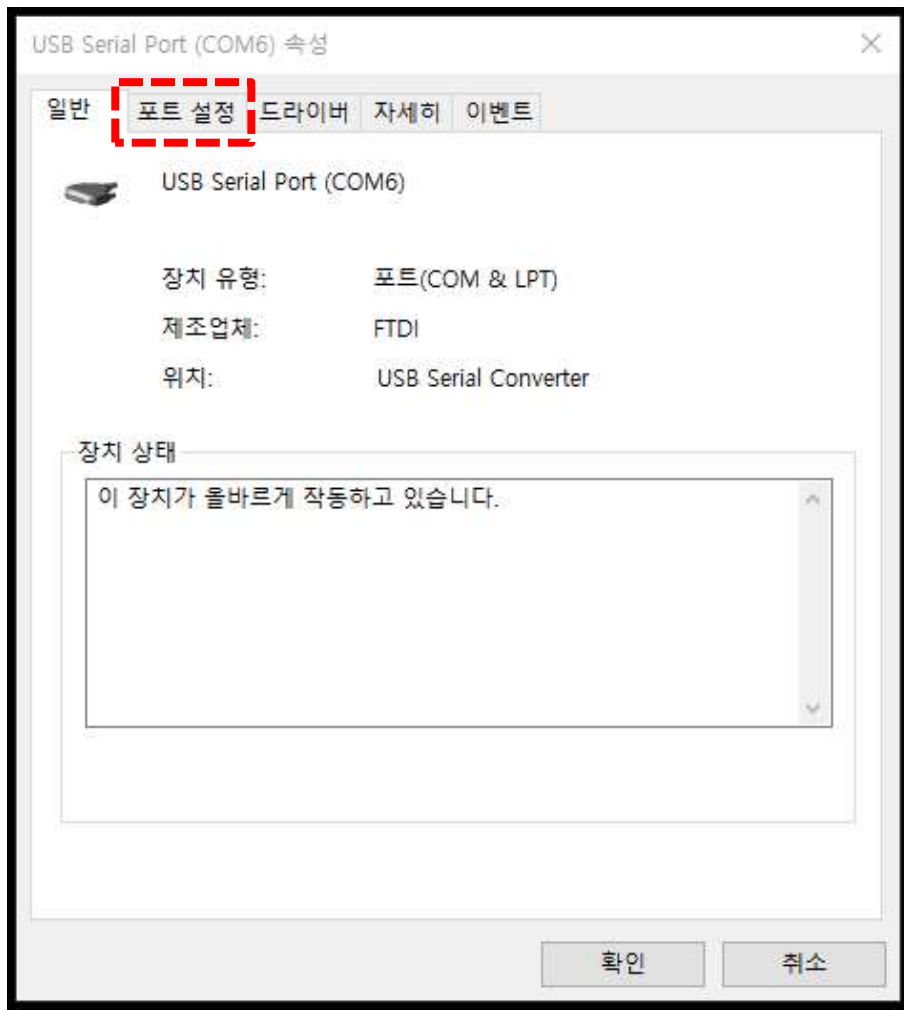 USB Serial Port (COM6) 속성
일반 포트 설정 드라이버 자세히 이벤트
USB Serial Port (COM6)
장치 유형: 포트(COM & LPT)
제조업체: FTDI
위치: USB Serial Converter
장치 상태
이 장치가 올바르게 작동하고 있습니다.
확인 취소